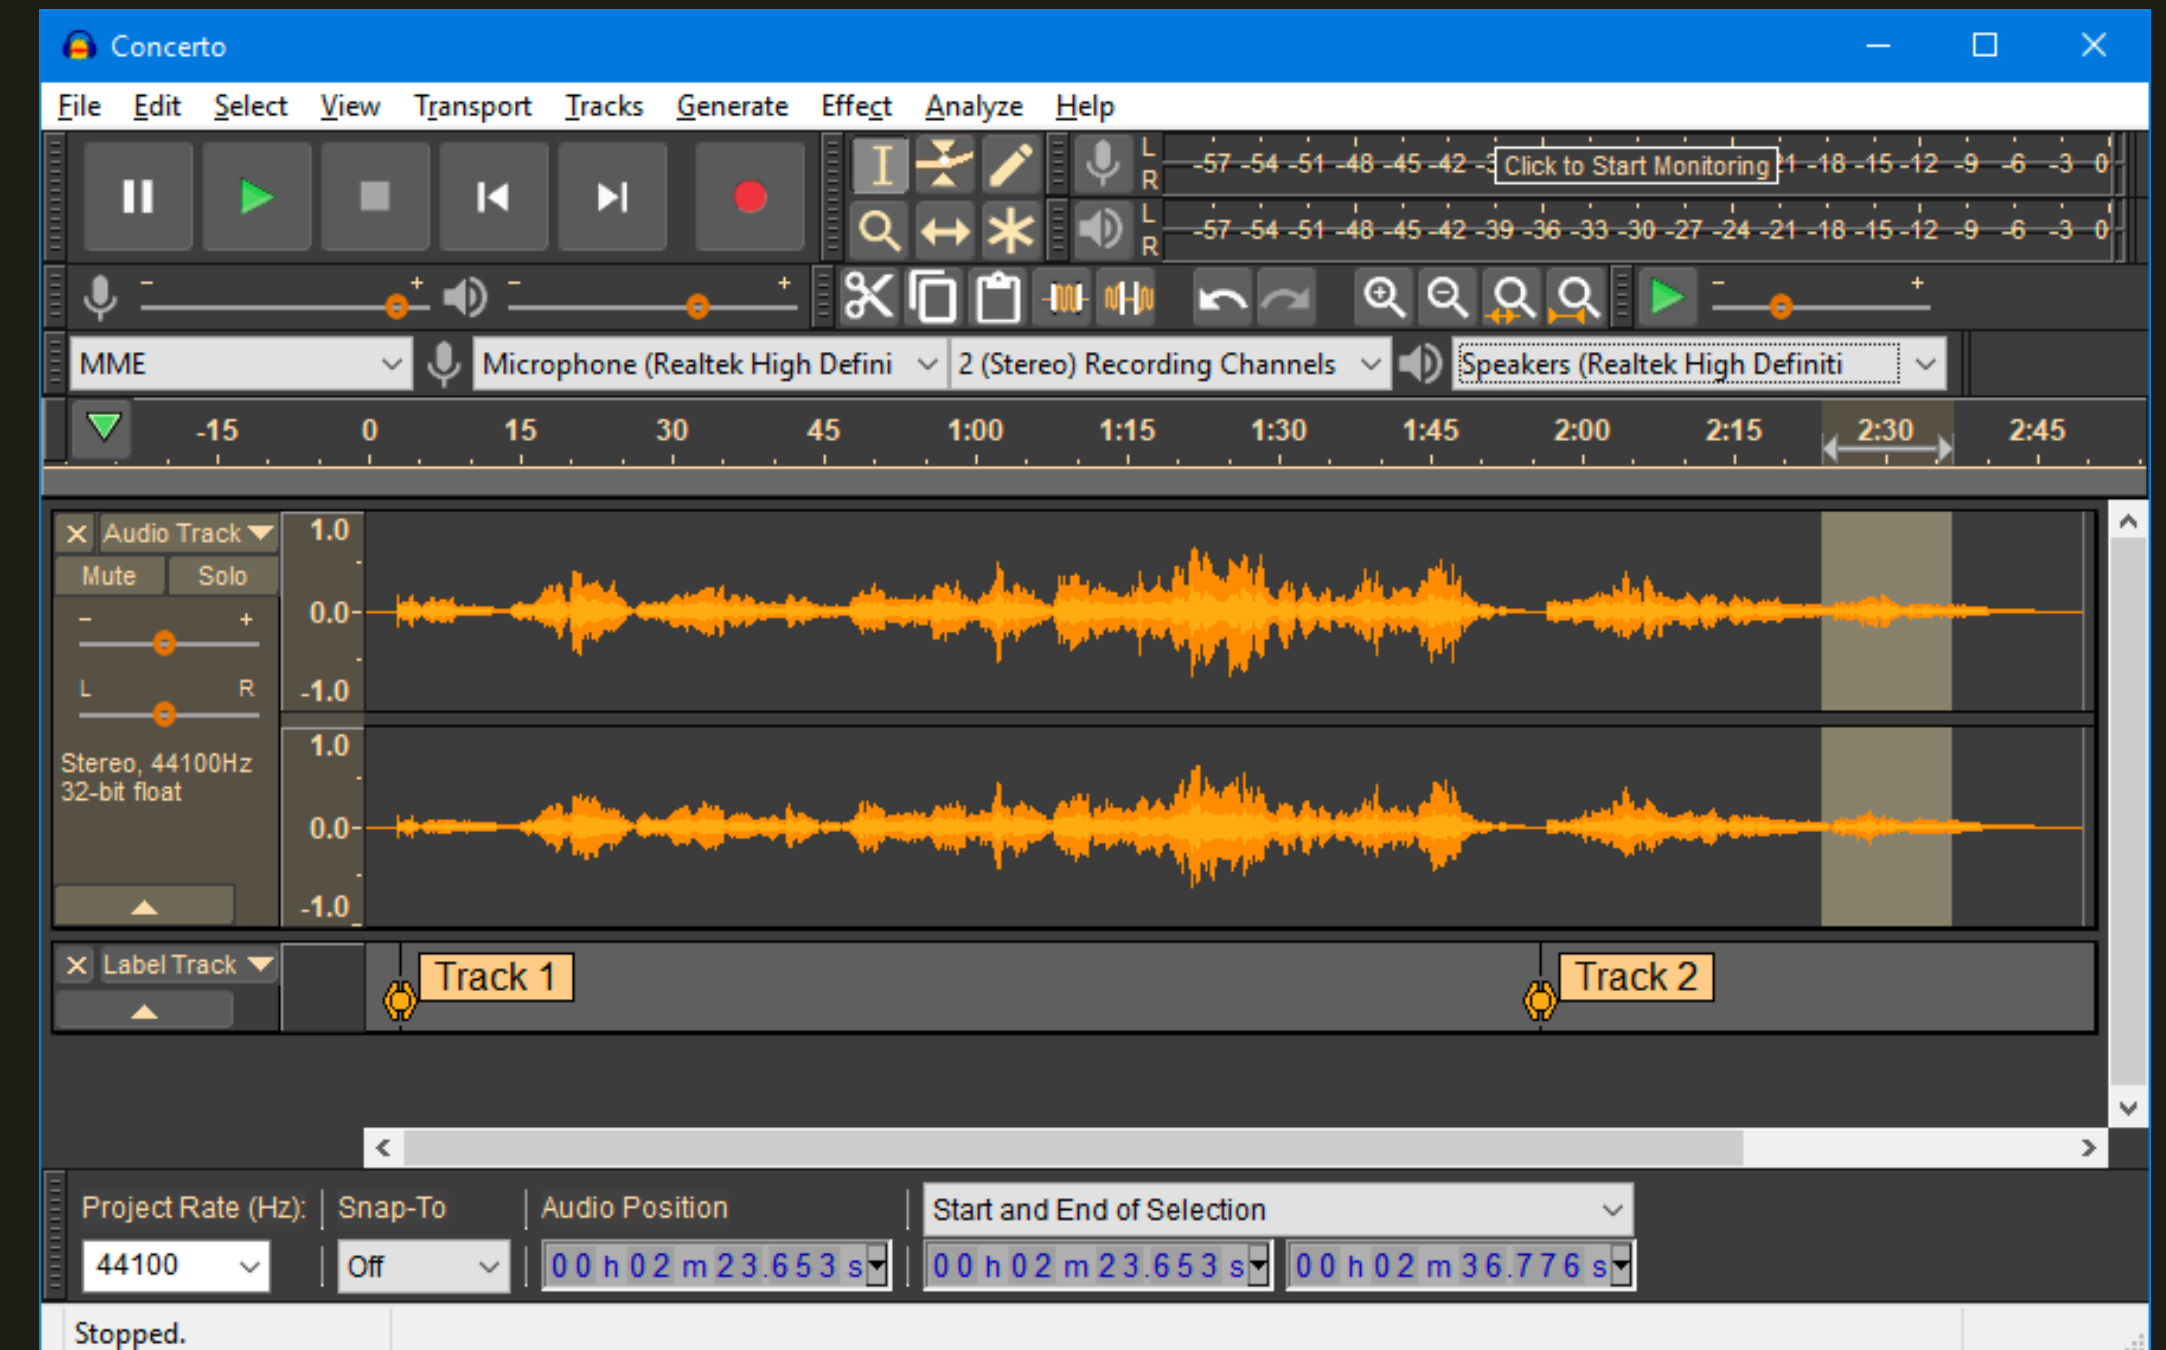 Concerto
File Edit Select View Transport Tracks Generate Effect Analyze Help
L
R
-57 -54 -51 -48 -45 -42 Click to Start Monitoring -18 -15 -12 -9 -6 -3 0
L
R
-57 -54 -51 -48 -45 -42 -39 -36 -33 -30 -27 -24 -21 -18 -15 -12 -9 -6 -3 0
- + - + - +
MME Microphone (Realtek High Defini 2 (Stereo) Recording Channels Speakers (Realtek High Definiti
-15 0 15 30 45 1:00 1:15 1:30 1:45 2:00 2:15 2:30 2:45
Audio Track 1.0
Mute Solo
- + 0.0
L R -1.0
Stereo, 44100Hz 1.0
32-bit float
0.0
-1.0
Label Track Track 1 Track 2
Project Rate (Hz): Snap-To Audio Position Start and End of Selection
44100 Off 00 h 02 m 23.653 s 00 h 02 m 23.653 s 00 h 02 m 36.776 s
Stopped.